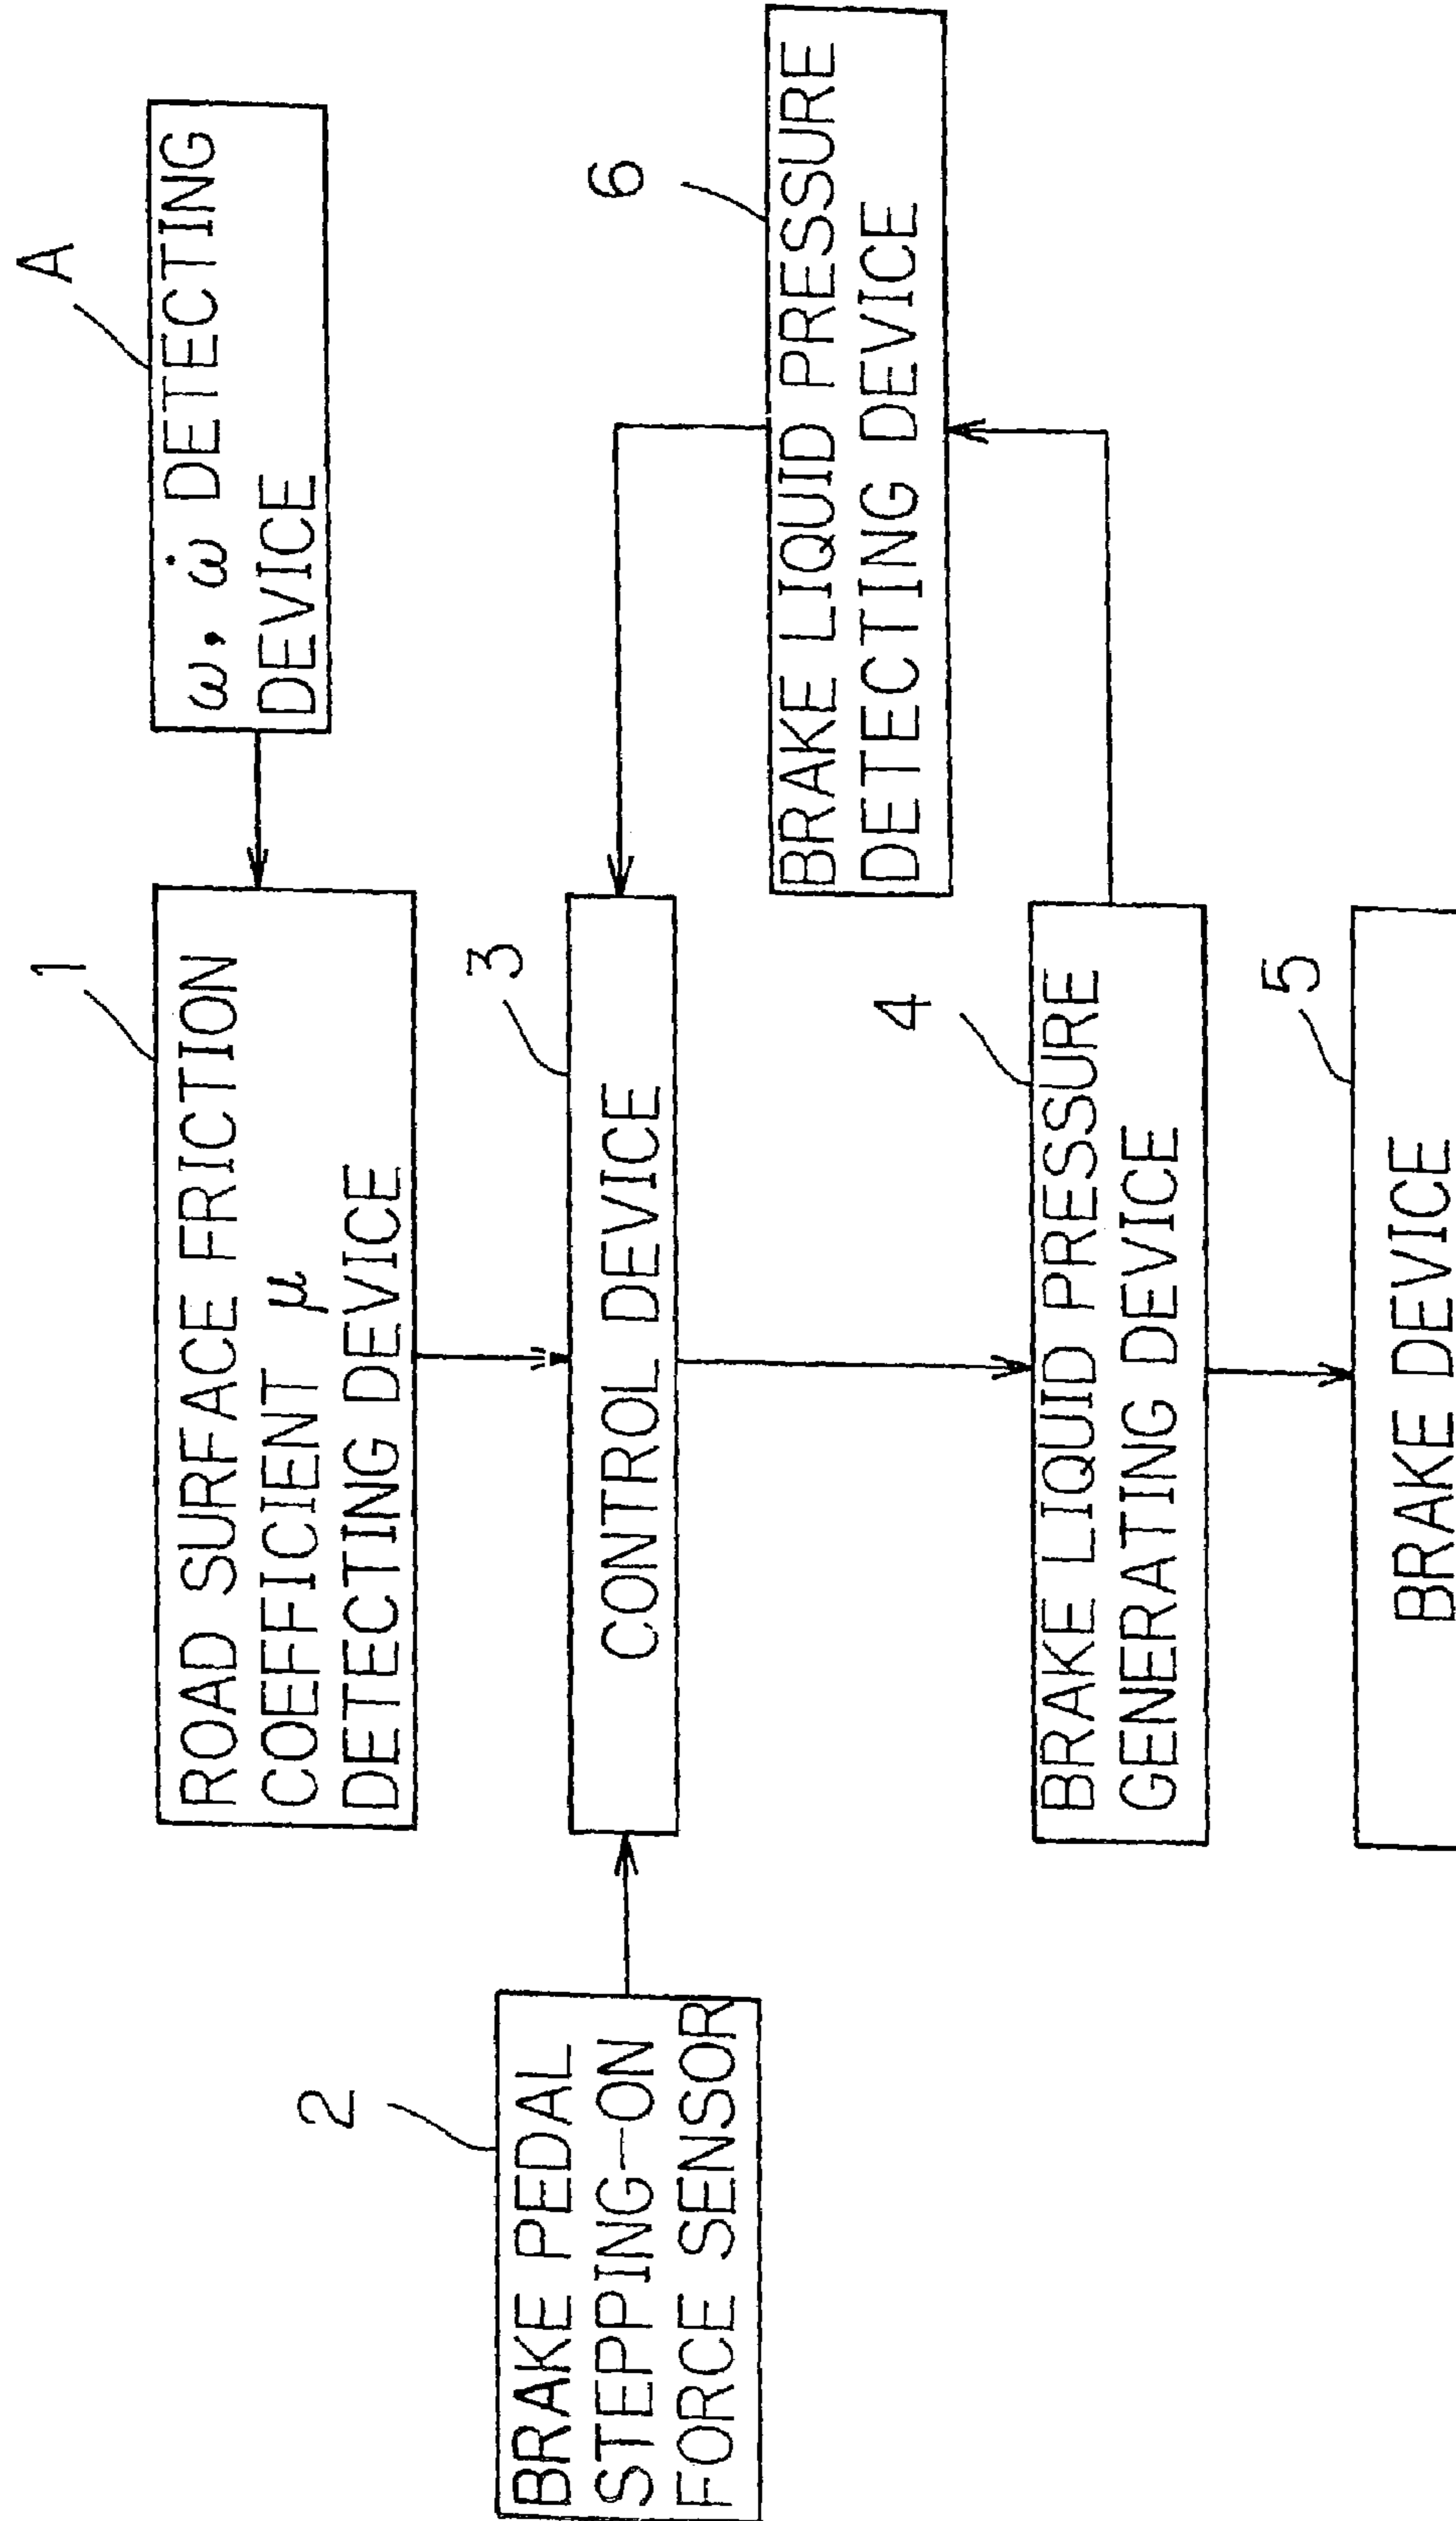 A
ω, ω̇ DETECTING
DEVICE
1
ROAD SURFACE FRICTION
COEFFICIENT μ
DETECTING DEVICE
2
BRAKE PEDAL
STEPPING-ON
FORCE SENSOR
3
CONTROL DEVICE
6
BRAKE LIQUID PRESSURE
DETECTING DEVICE
4
BRAKE LIQUID PRESSURE
GENERATING DEVICE
5
BRAKE DEVICE